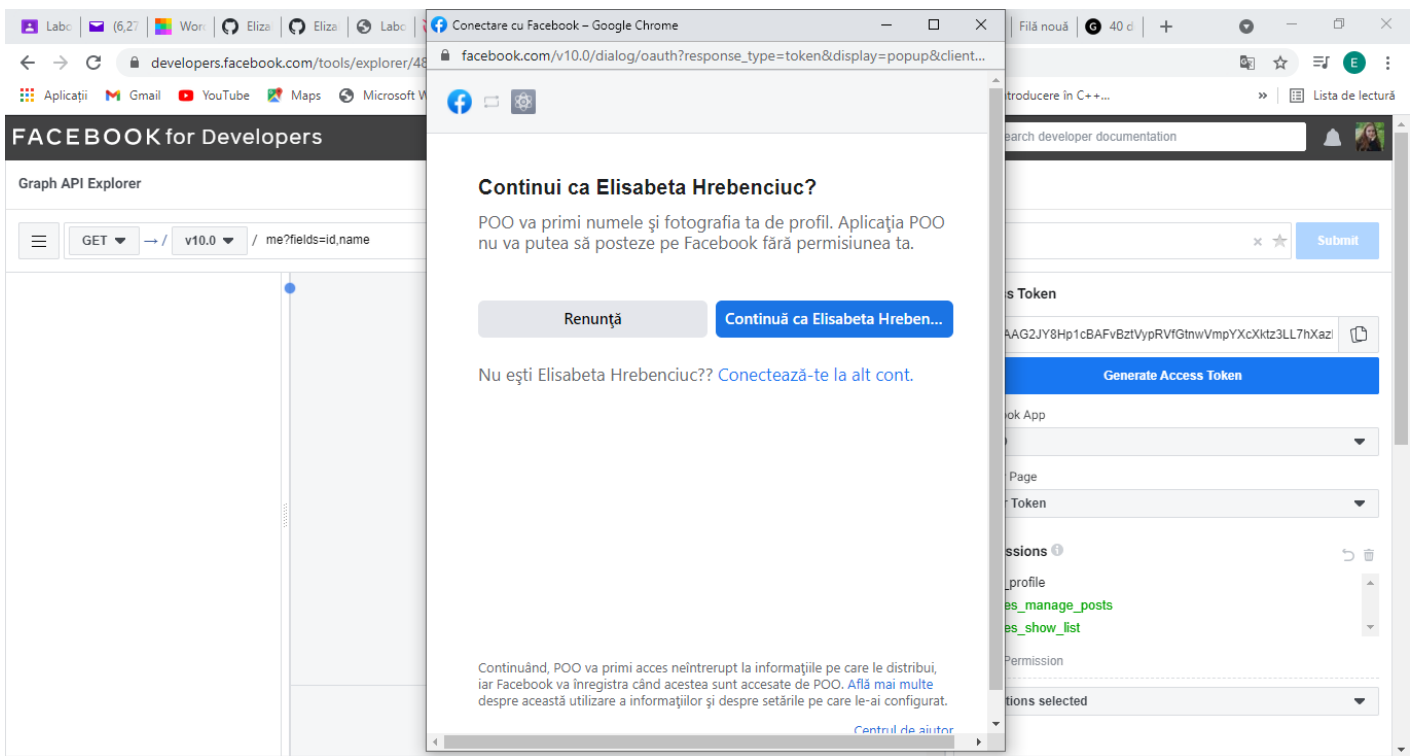 Labo
(6,27
Wor
Eliza
Eliza
Labo
Conectare cu Facebook – Google Chrome
Filă nouă
40 d
developers.facebook.com/tools/explorer/48
facebook.com/v10.0/dialog/oauth?response_type=token&display=popup&client...
E
Aplicații
Gmail
YouTube
Maps
Microsoft W
troducere în C++...
»
Lista de lectură
FACEBOOK for Developers
earch developer documentation
Graph API Explorer
GET
→ /
v10.0
/ me?fields=id,name
Submit
Continui ca Elisabeta Hrebenciuc?
POO va primi numele şi fotografia ta de profil. Aplicaţia POO
nu va putea să posteze pe Facebook fără permisiunea ta.
Renunţă
Continuă ca Elisabeta Hreben...
Nu eşti Elisabeta Hrebenciuc?? Conectează-te la alt cont.
s Token
AAG2JY8Hp1cBAFvBztVypRVfGtnwVmpYXcXktz3LL7hXaz
Generate Access Token
ok App
Page
Token
ssions
_profile
es_manage_posts
es_show_list
Permission
tions selected
Continuând, POO va primi acces neîntrerupt la informaţiile pe care le distribui,
iar Facebook va înregistra când acestea sunt accesate de POO. Află mai multe
despre această utilizare a informaţiilor şi despre setările pe care le-ai configurat.
Centrul de ajutor